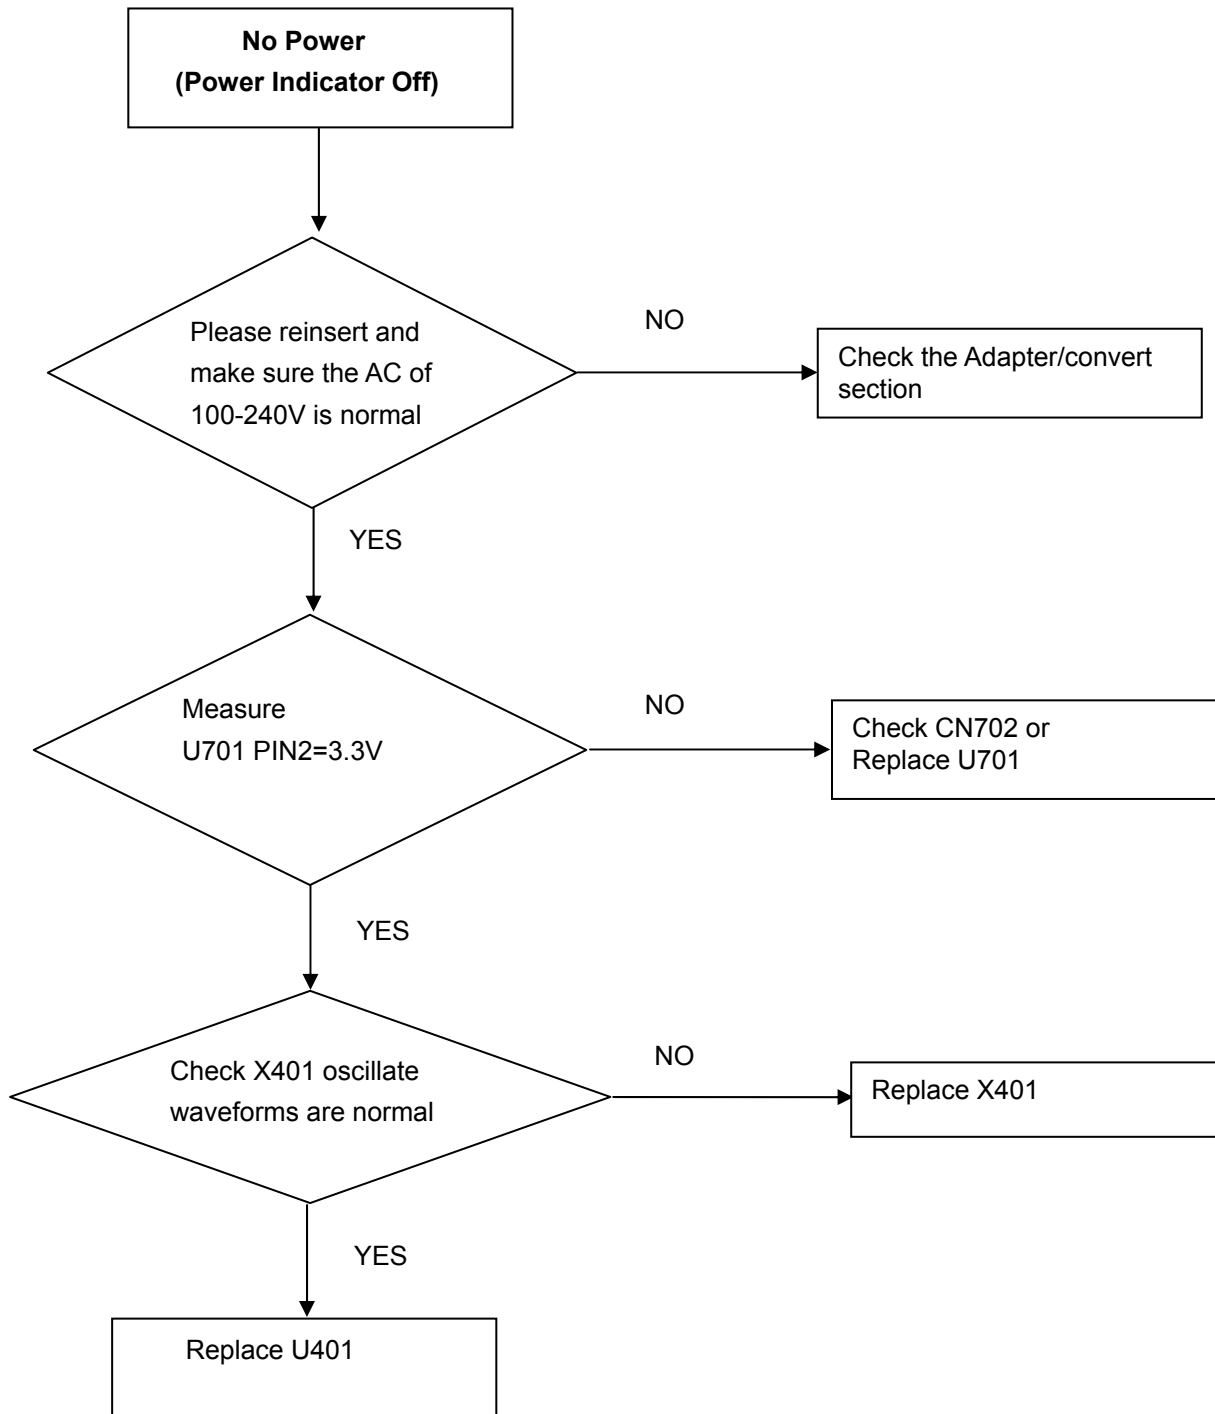 No Power
(Power Indicator Off)
Please reinsert and
make sure the AC of
100-240V is normal
NO
Check the Adapter/convert
section
YES
Measure
U701 PIN2=3.3V
NO
Check CN702 or
Replace U701
YES
Check X401 oscillate
waveforms are normal
NO
Replace X401
YES
Replace U401